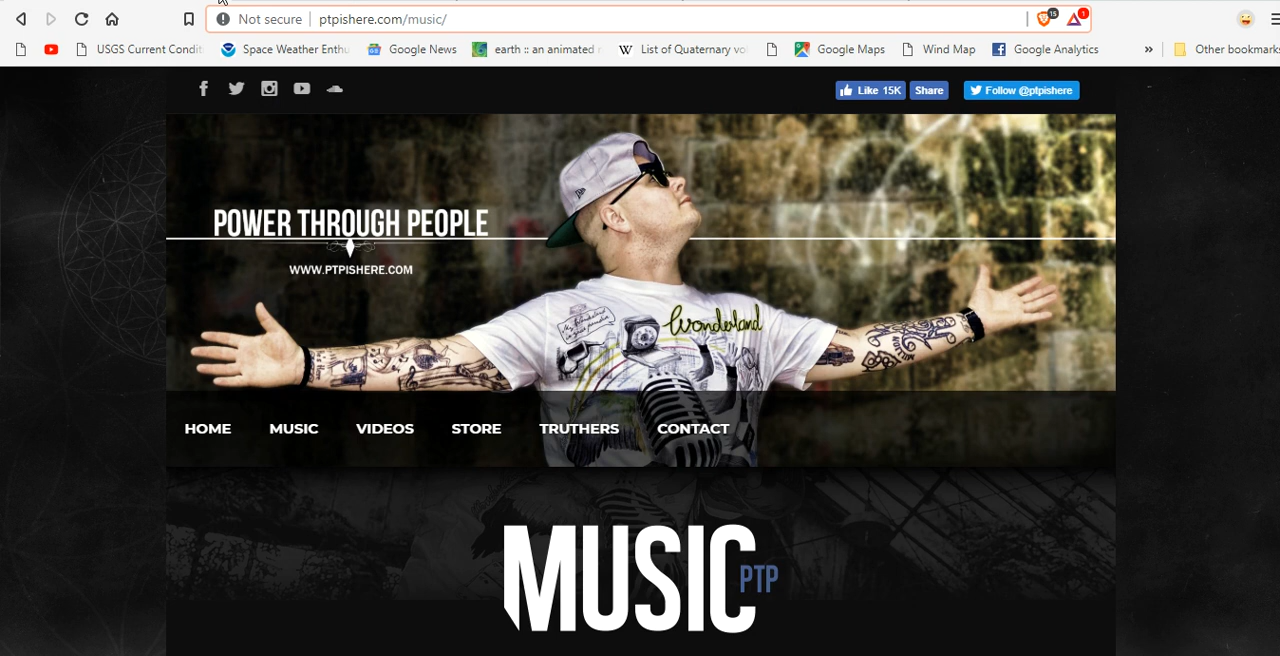 Not secure | ptpishere.com/music/
15
1
USGS Current Condit
Space Weather Enthu
Google News
earth :: an animated
W List of Quaternary vo
Google Maps
Wind Map
Google Analytics
» Other bookmarks
Like 15K
Share
Follow @ptpishere
POWER THROUGH PEOPLE
WWW.PTPISHERE.COM
Wonderland
HOME MUSIC VIDEOS STORE TRUTHERS CONTACT
MUSIC
PTP